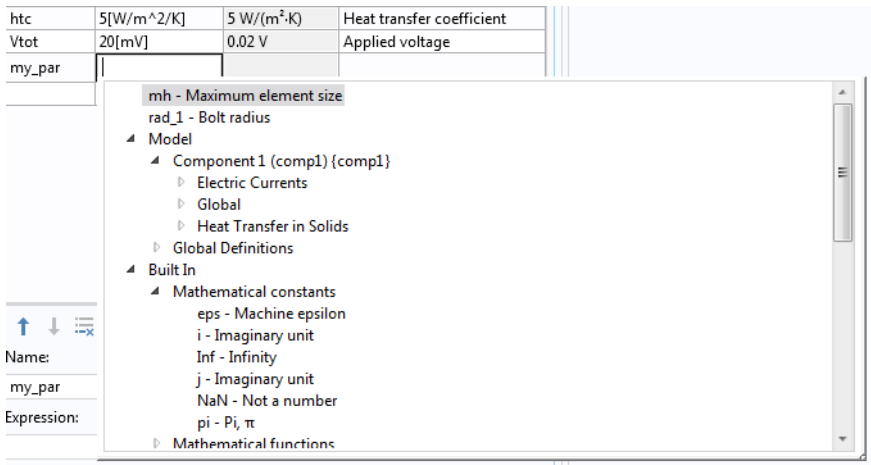 htc 5[W/m^2/K] 5 W/(m²·K) Heat transfer coefficient
Vtot 20[mV] 0.02 V Applied voltage
my_par
mh - Maximum element size
rad_1 - Bolt radius
Model
Component 1 (comp1) {comp1}
Electric Currents
Global
Heat Transfer in Solids
Global Definitions
Built In
Mathematical constants
eps - Machine epsilon
i - Imaginary unit
Inf - Infinity
j - Imaginary unit
NaN - Not a number
pi - Pi, π
Mathematical functions
Name:
my_par
Expression: